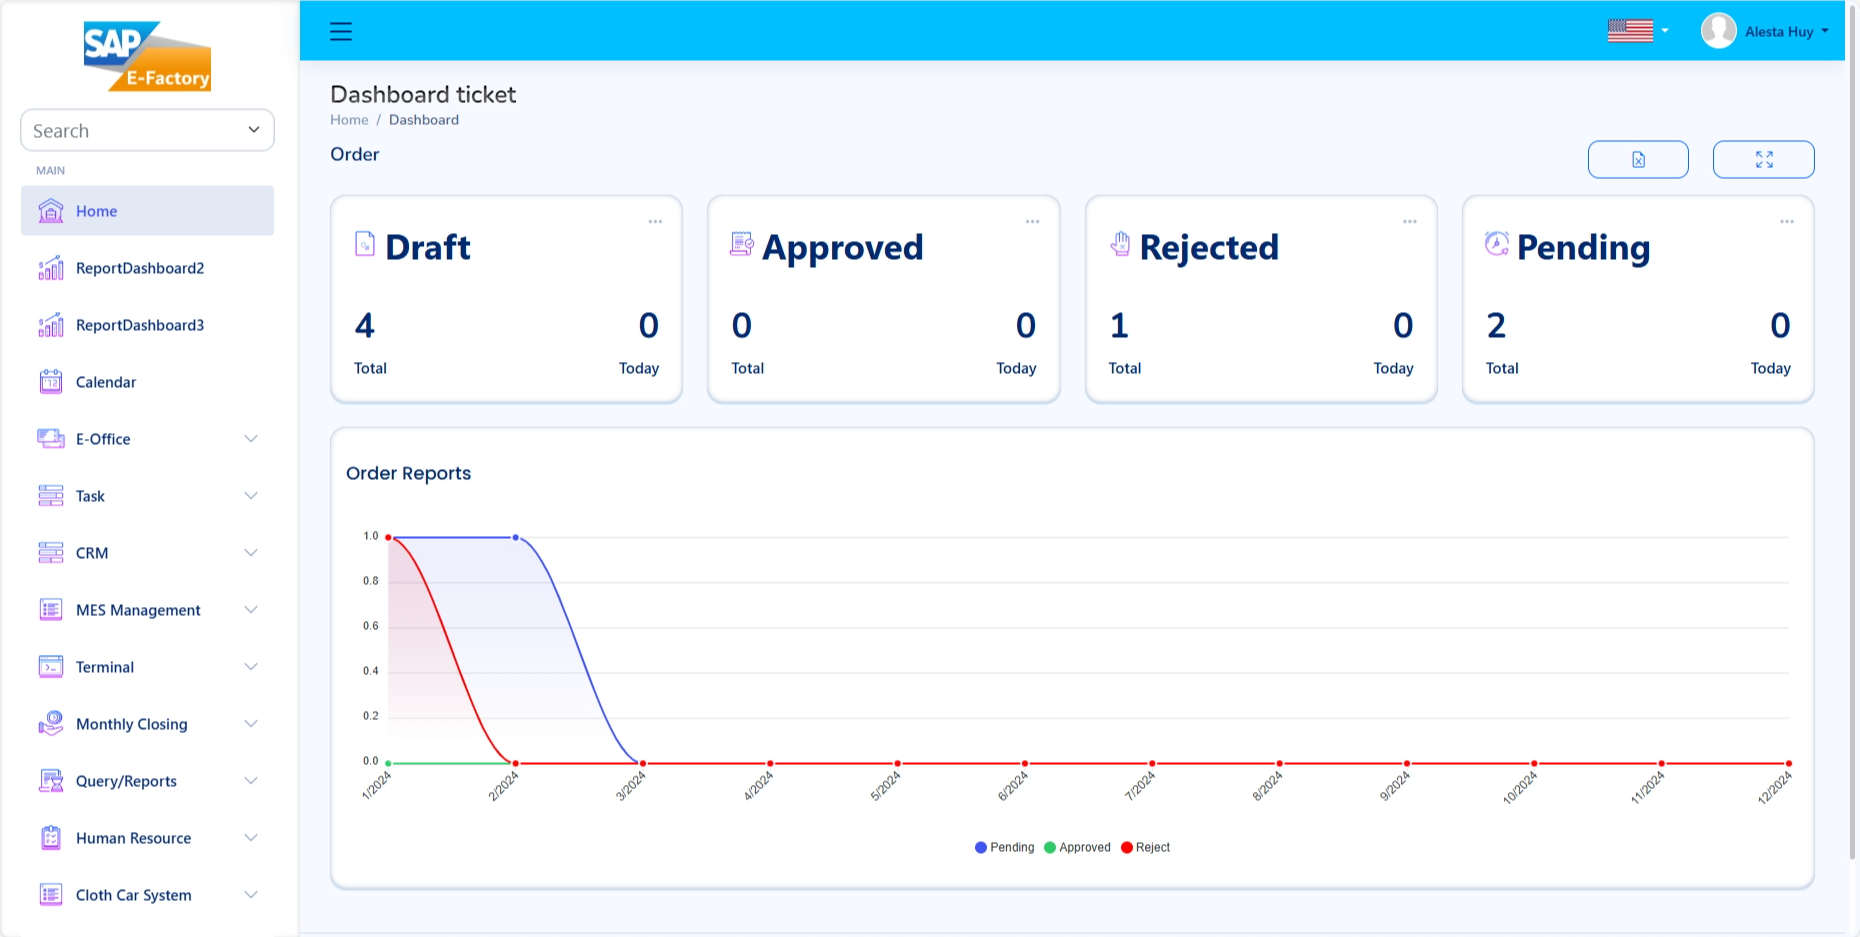 SAP
E-Factory
Search
MAIN
Home
ReportDashboard2
ReportDashboard3
Calendar
E-Office
Task
CRM
MES Management
Terminal
Monthly Closing
Query/Reports
Human Resource
Cloth Car System
Alesta Huy
Dashboard ticket
Home / Dashboard
Order
Draft
4 0
Total Today
Approved
0 0
Total Today
Rejected
1 0
Total Today
Pending
2 0
Total Today
Order Reports
1.0
0.8
0.6
0.4
0.2
0.0
1/2024 2/2024 3/2024 4/2024 5/2024 6/2024 7/2024 8/2024 9/2024 10/2024 11/2024 12/2024
Pending Approved Reject